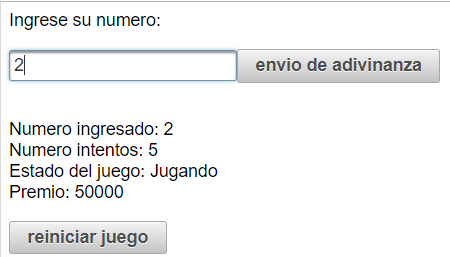 Ingrese su numero:
2 envio de adivinanza
Numero ingresado: 2
Numero intentos: 5
Estado del juego: Jugando
Premio: 50000
reiniciar juego